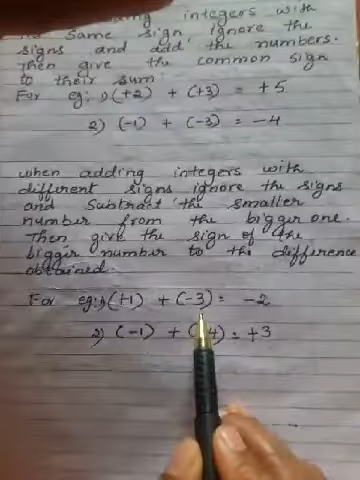 adding integers with
same sign, ignore the
signs and add the numbers.
Then give the common sign
to their sum:
For eg:- 1) (+2) + (+3) = +5
2) (-1) + (-3) = -4
when adding integers with
different signs ignore the signs
and subtract the smaller
number from the bigger one.
Then give the sign of the
bigger number to the difference
obtained.
For eg:- 1) (+1) + (-3) = -2
2) (-1) + ( 4) = +3